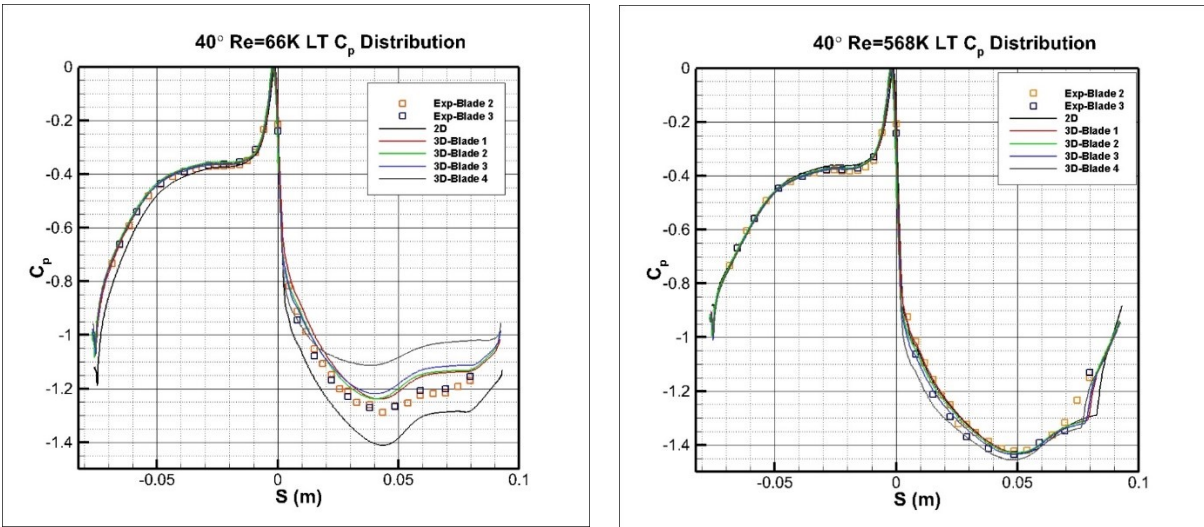 40° Re=66K LT Cp Distribution
0
-0.2
-0.4
-0.6
-0.8
-1
-1.2
-1.4
Cp
-0.05
0
0.05
0.1
S (m)
Exp-Blade 2
Exp-Blade 3
2D
3D-Blade 1
3D-Blade 2
3D-Blade 3
3D-Blade 4
40° Re=568K LT Cp Distribution
0
-0.2
-0.4
-0.6
-0.8
-1
-1.2
-1.4
Cp
-0.05
0
0.05
0.1
S (m)
Exp-Blade 2
Exp-Blade 3
2D
3D-Blade 1
3D-Blade 2
3D-Blade 3
3D-Blade 4